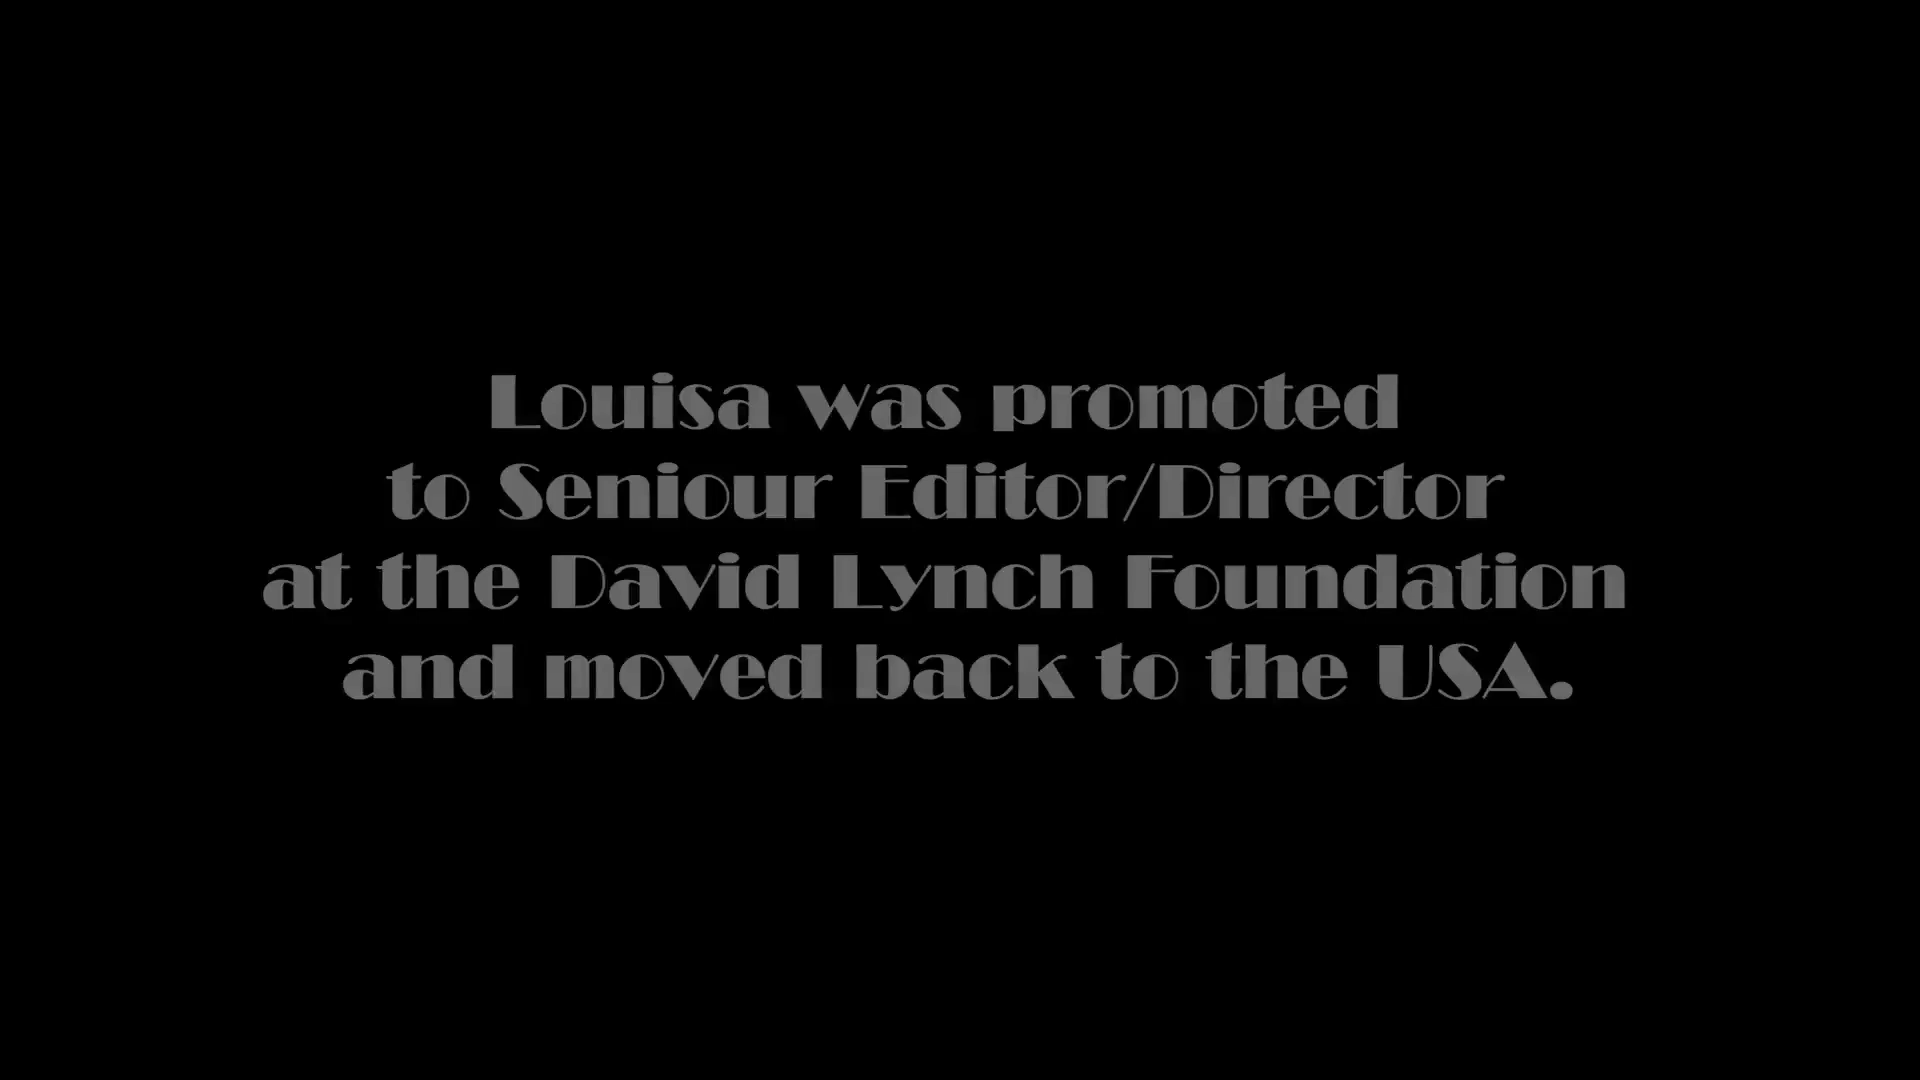 Louisa was promoted
to Seniour Editor/Director
at the David Lynch Foundation
and moved back to the USA.